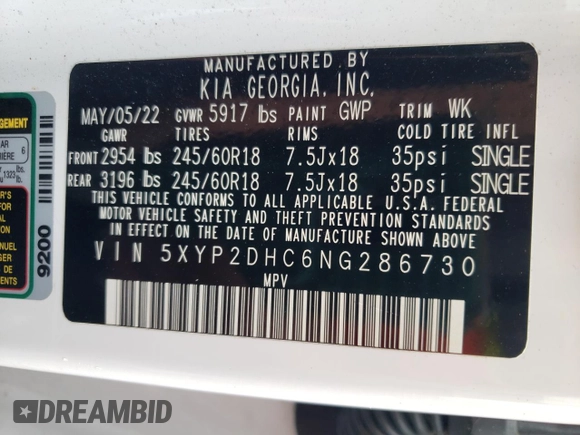 MANUFACTURED BY
KIA GEORGIA, INC.
MAY/05/22 GVWR 5917 lbs PAINT GWP TRIM WK
GAWR TIRES RIMS COLD TIRE INFL
FRONT 2954 lbs 245/60R18 7.5Jx18 35psi SINGLE
REAR 3196 lbs 245/60R18 7.5Jx18 35psi SINGLE
THIS VEHICLE CONFORMS TO ALL APPLICABLE U.S.A. FEDERAL
MOTOR VEHICLE SAFETY AND THEFT PREVENTION STANDARDS
IN EFFECT ON THE DATE OF MANUFACTURE SHOWN ABOVE.
VIN 5XYP2DHC6NG286730
MPV
6
9200
DREAMBID